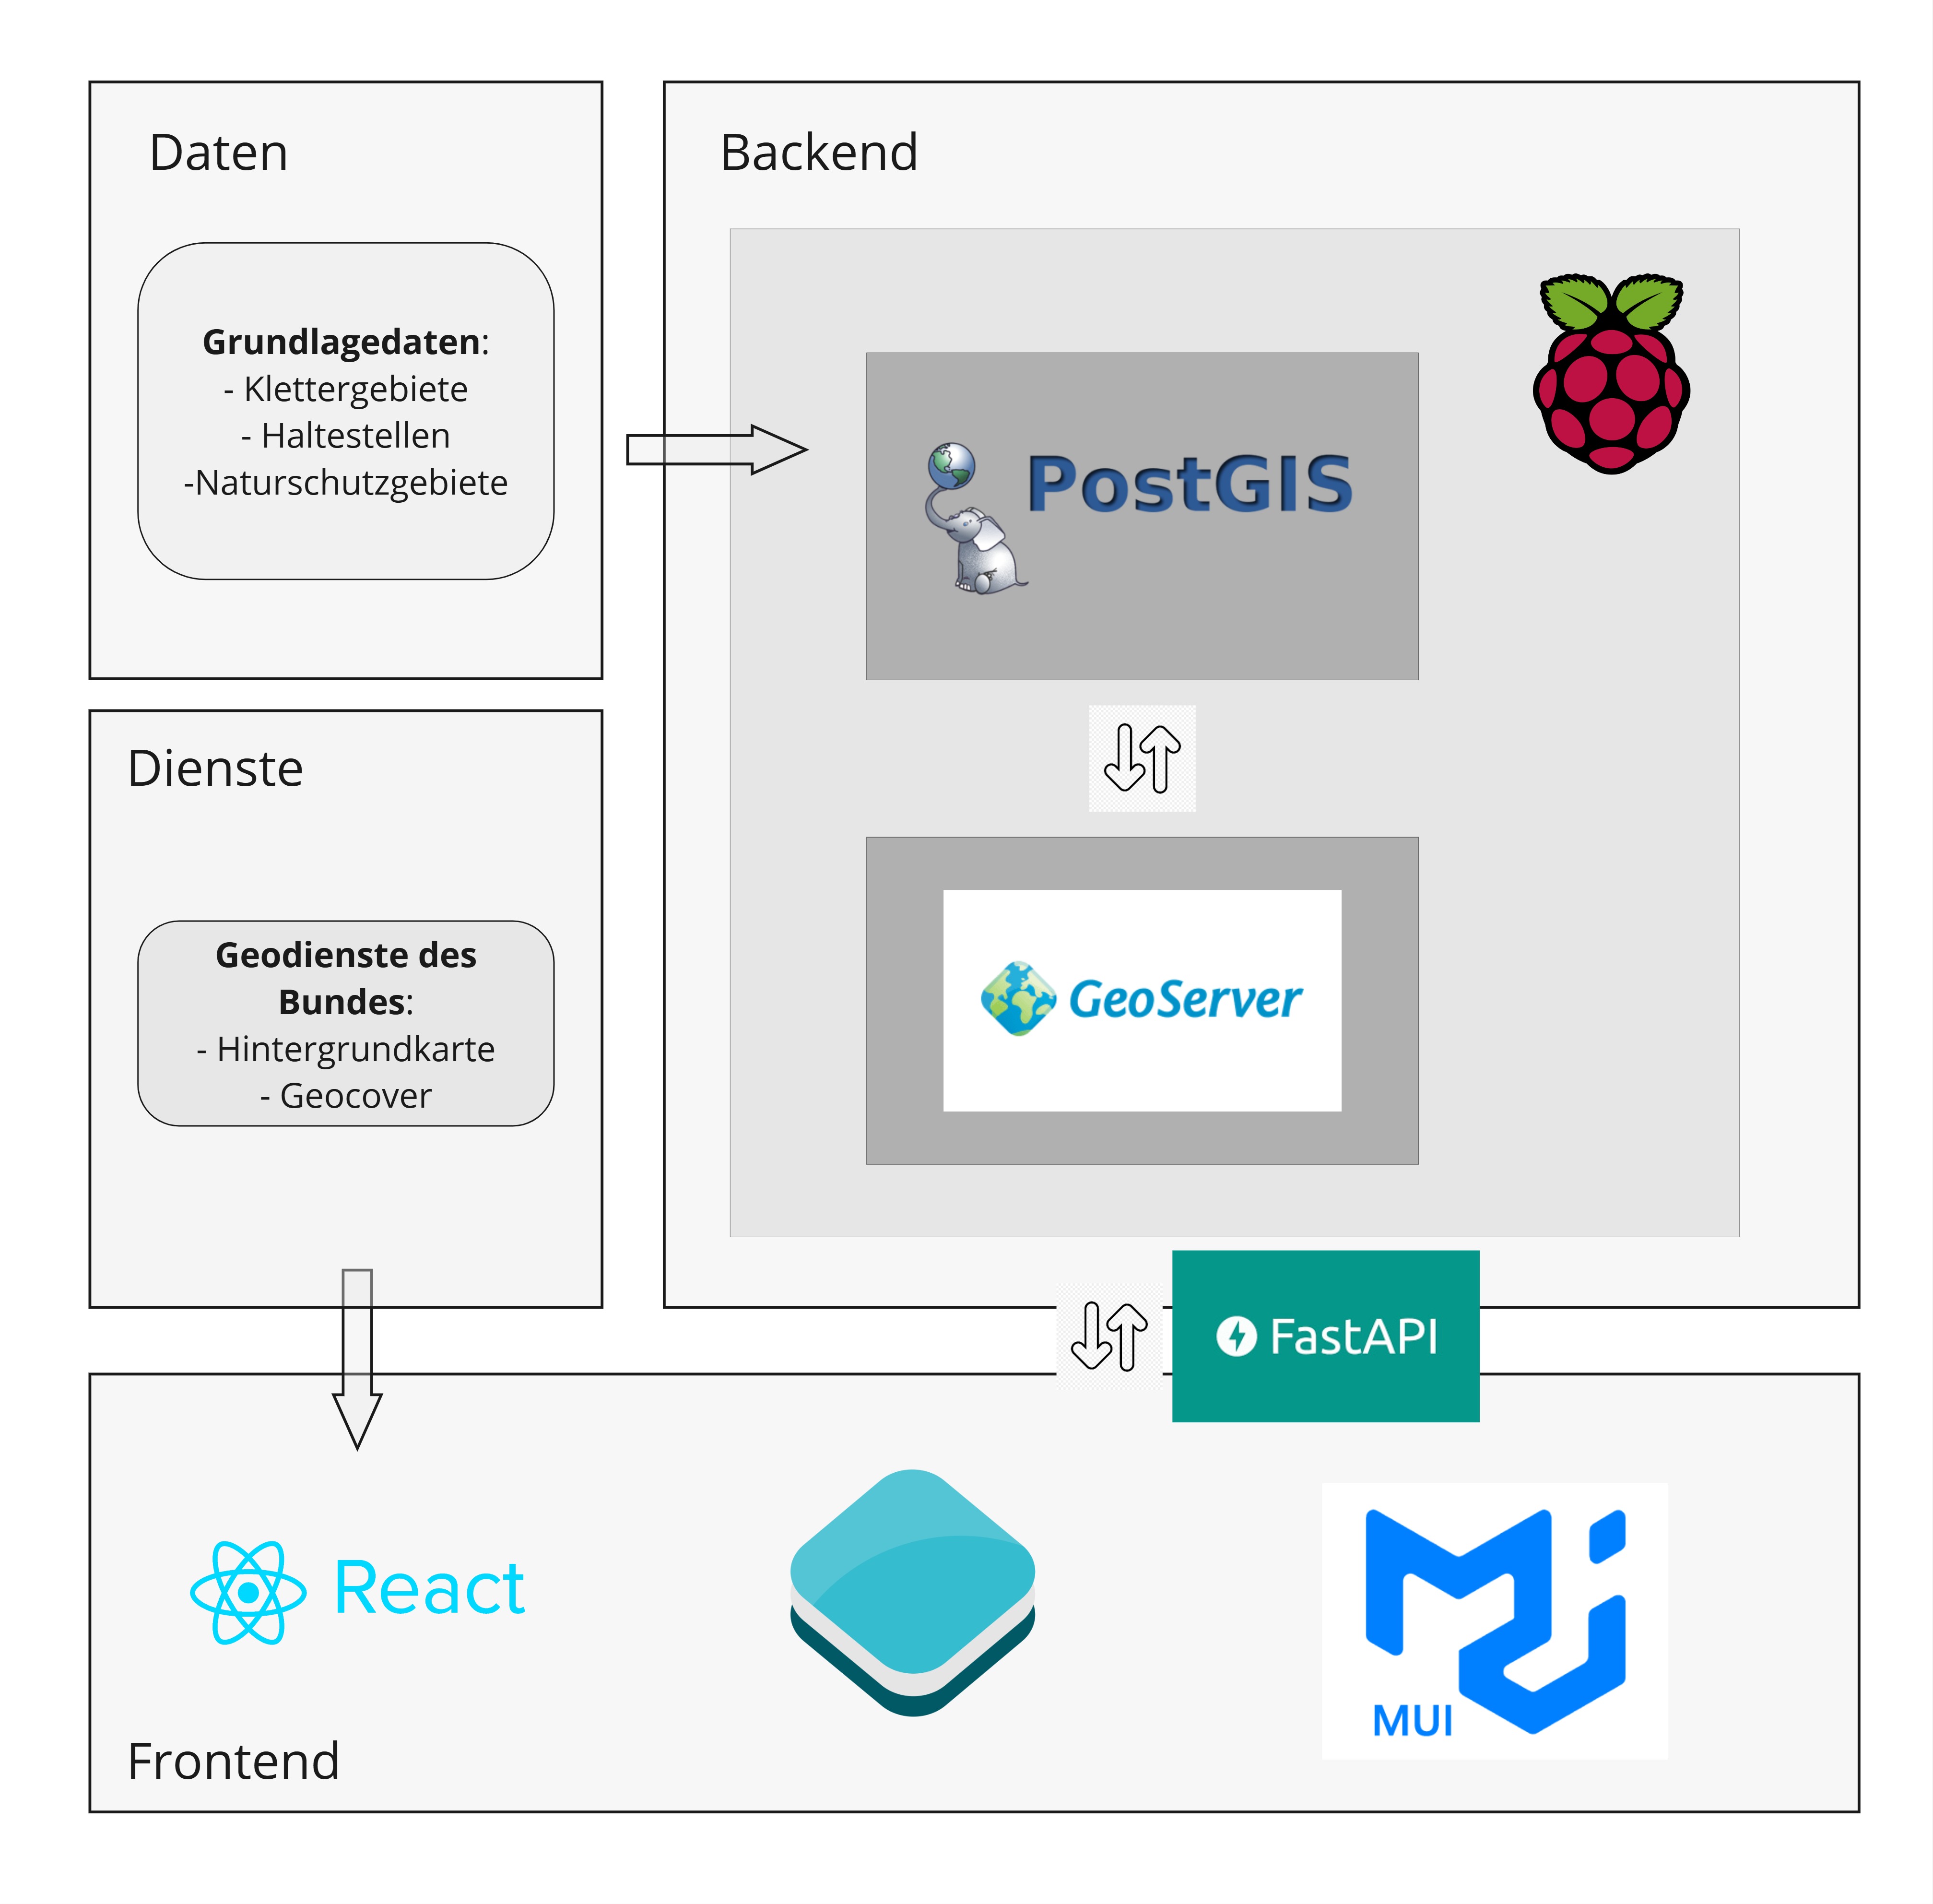 Daten
Grundlagedaten:
- Klettergebiete
- Haltestellen
-Naturschutzgebiete
Backend
PostGIS
Dienste
Geodienste des
Bundes:
- Hintergrundkarte
- Geocover
GeoServer
FastAPI
React
MUI
Frontend